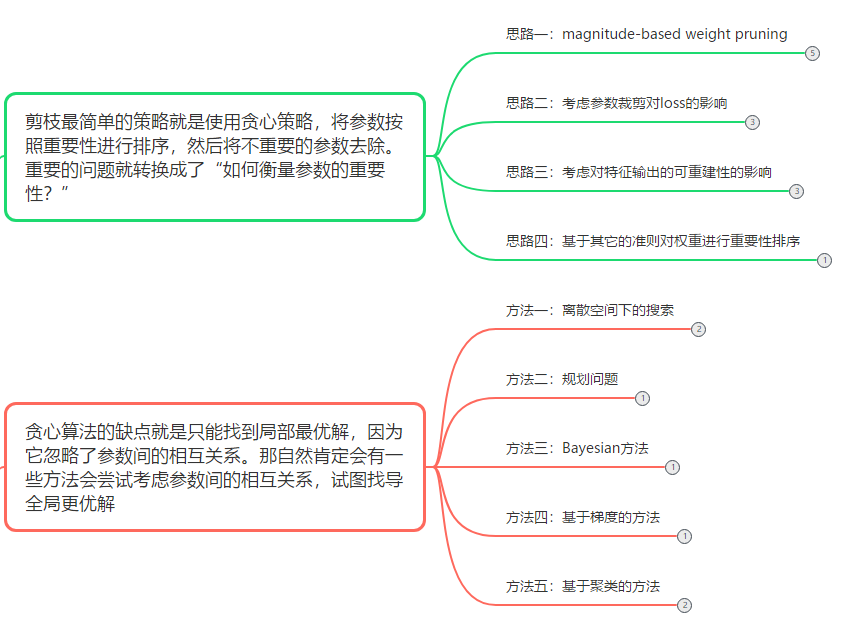 剪枝最简单的策略就是使用贪心策略，将参数按
照重要性进行排序，然后将不重要的参数去除。
重要的问题就转换成了“如何衡量参数的重要
性？”
思路一：magnitude-based weight pruning
5
思路二：考虑参数裁剪对loss的影响
3
思路三：考虑对特征输出的可重建性的影响
3
思路四：基于其它的准则对权重进行重要性排序
1
贪心算法的缺点就是只能找到局部最优解，因为
它忽略了参数间的相互关系。那自然肯定会有一
些方法会尝试考虑参数间的相互关系，试图找导
全局更优解
方法一：离散空间下的搜索
2
方法二：规划问题
1
方法三：Bayesian方法
1
方法四：基于梯度的方法
1
方法五：基于聚类的方法
2